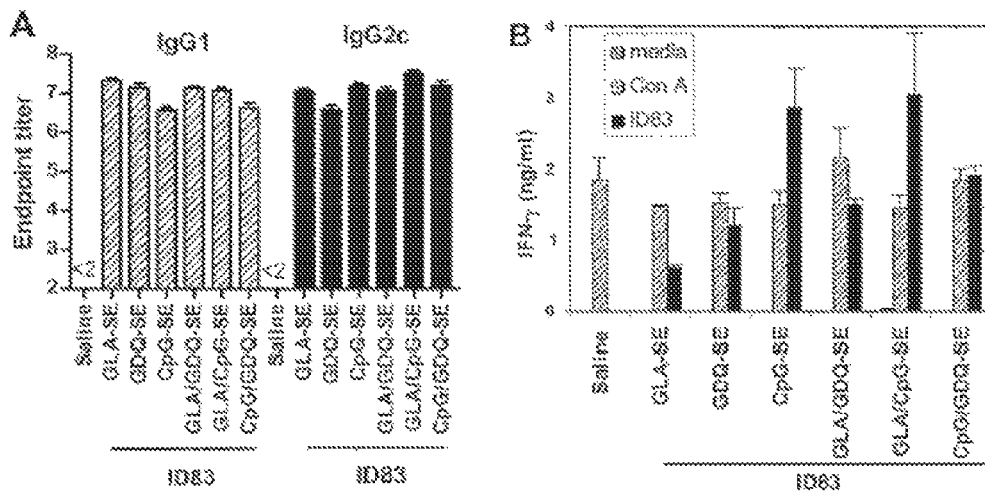 A
IgG1
IgG2c
Endpoint titer
8
7
6
5
4
3
2
<2
<2
Saline
GLA-SE
GDQ-SE
CpG-SE
GLA/GDQ-SE
GLA/CpG-SE
CpG/GDQ-SE
Saline
GLA-SE
GDQ-SE
CpG-SE
GLA/GDQ-SE
GLA/CpG-SE
CpG/GDQ-SE
ID83
ID83
B
IFN-γ (ng/ml)
4
3
2
1
0
media
Con A
ID83
Saline
GLA-SE
GDQ-SE
CpG-SE
GLA/GDQ-SE
GLA/CpG-SE
CpG/GDQ-SE
ID83